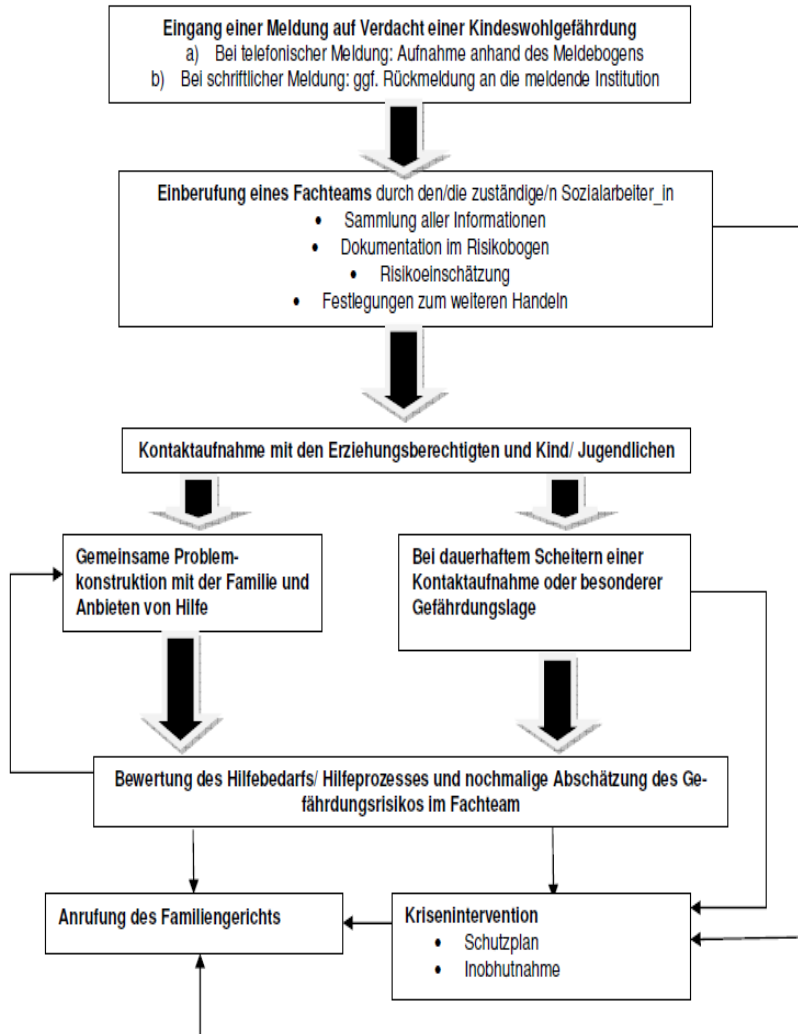 Eingang einer Meldung auf Verdacht einer Kindeswohlgefährdung
a) Bei telefonischer Meldung: Aufnahme anhand des Meldebogens
b) Bei schriftlicher Meldung: ggf. Rückmeldung an die meldende Institution
Einberufung eines Fachteams durch den/die zuständige/n Sozialarbeiter_in
• Sammlung aller Informationen
• Dokumentation im Risikobogen
• Risikoeinschätzung
• Festlegungen zum weiteren Handeln
Kontaktaufnahme mit den Erziehungsberechtigten und Kind/ Jugendlichen
Gemeinsame Problem-
konstruktion mit der Familie und
Anbieten von Hilfe
Bei dauerhaftem Scheitern einer
Kontaktaufnahme oder besonderer
Gefährdungslage
Bewertung des Hilfebedarfs/ Hilfeprozesses und nochmalige Abschätzung des Ge-
fährdungsrisikos im Fachteam
Anrufung des Familiengerichts
Krisenintervention
• Schutzplan
• Inobhutnahme